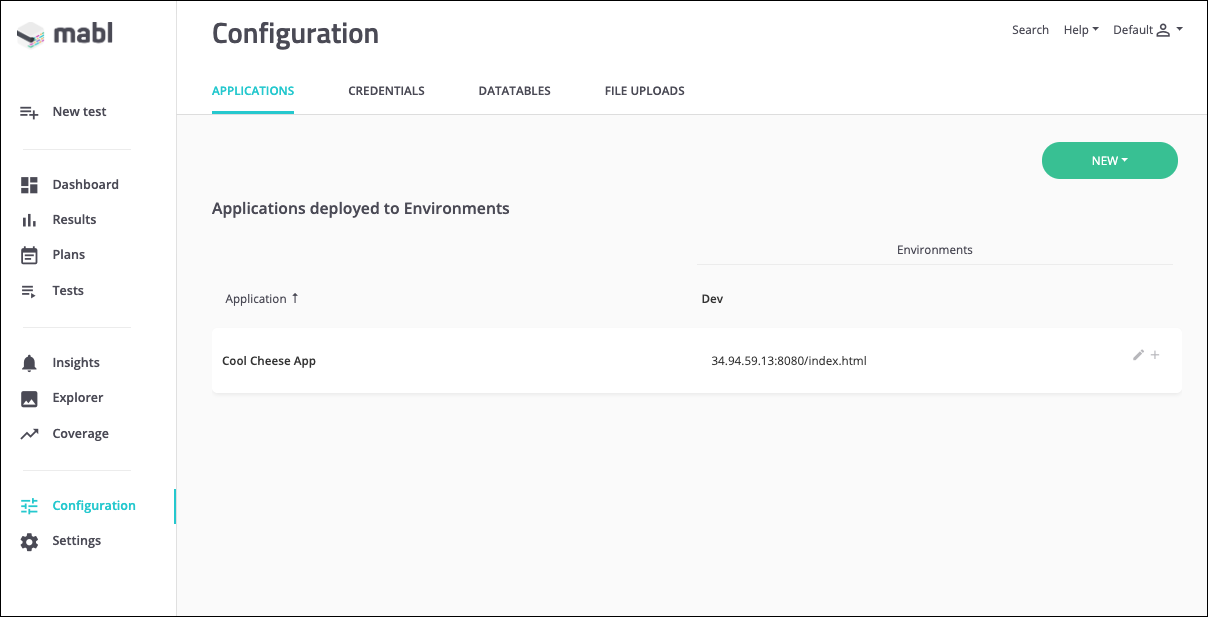 mabl
Configuration
Search Help Default
APPLICATIONS CREDENTIALS DATATABLES FILE UPLOADS
New test
Dashboard
Results
Plans
Tests
Insights
Explorer
Coverage
Configuration
Settings
NEW
Applications deployed to Environments
Environments
Application ↑ Dev
Cool Cheese App 34.94.59.13:8080/index.html